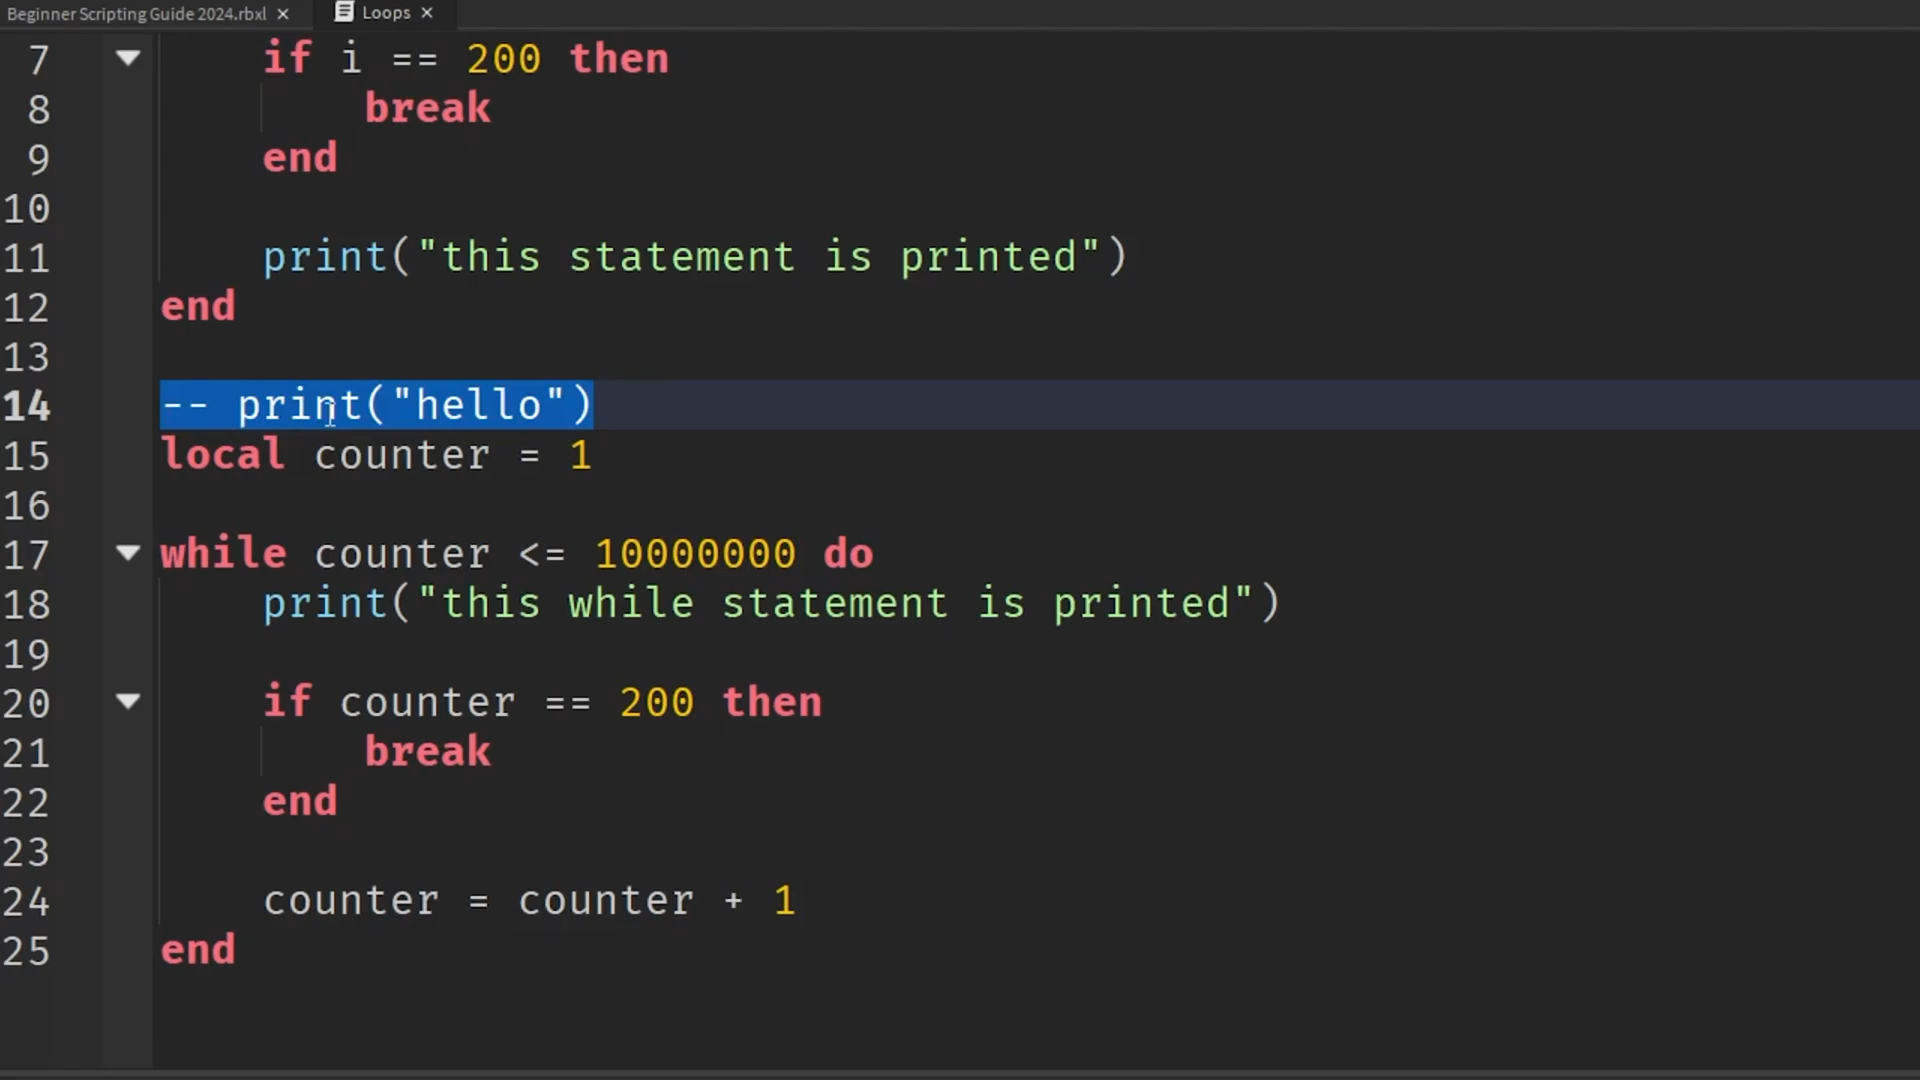 Beginner Scripting Guide 2024.rbxl × Loops ×
7 if i == 200 then
8 break
9 end
10
11 print("this statement is printed")
12 end
13
14 -- print("hello")
15 local counter = 1
16
17 while counter <= 10000000 do
18 print("this while statement is printed")
19
20 if counter == 200 then
21 break
22 end
23
24 counter = counter + 1
25 end